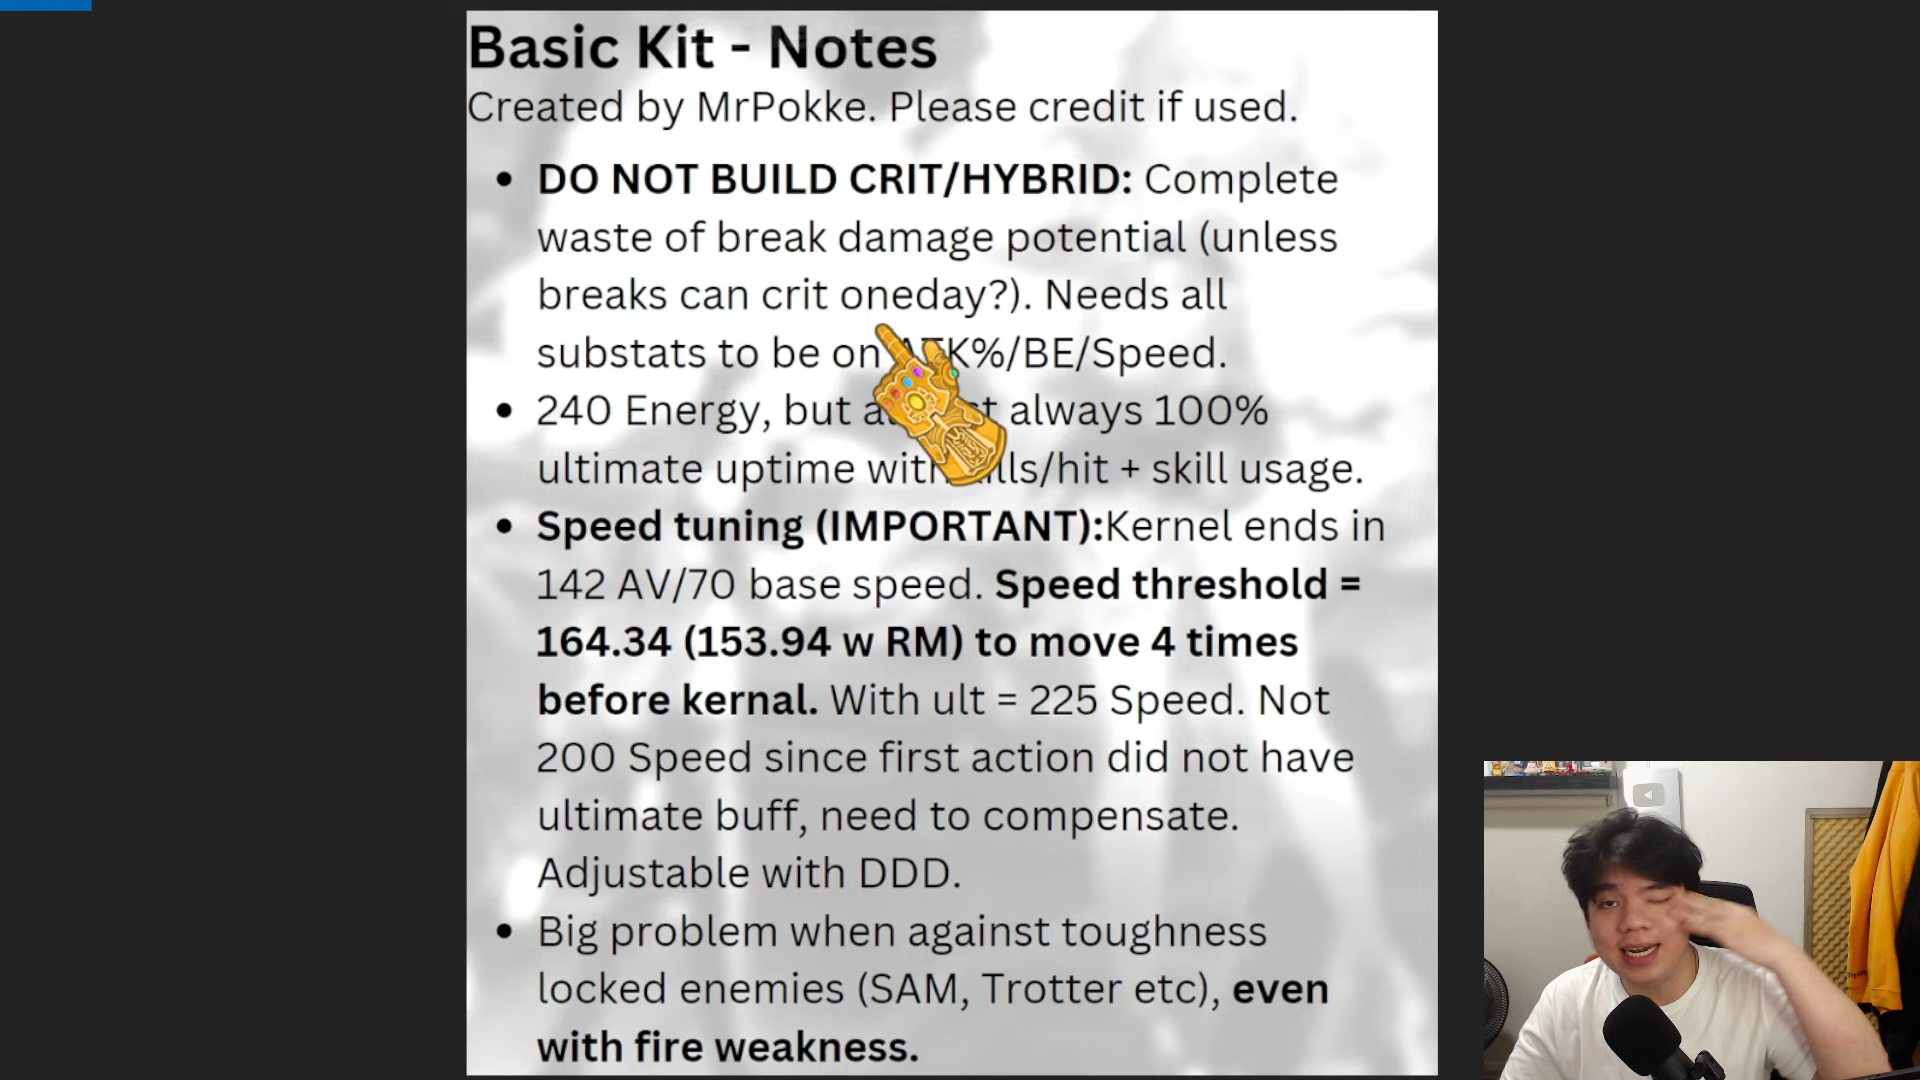 Basic Kit - Notes
Created by MrPokke. Please credit if used.
• DO NOT BUILD CRIT/HYBRID: Complete
waste of break damage potential (unless
breaks can crit oneday?). Needs all
substats to be on K%/BE/Speed.
• 240 Energy, but always 100%
ultimate uptime with /hit + skill usage.
• Speed tuning (IMPORTANT):Kernel ends in
142 AV/70 base speed. Speed threshold =
164.34 (153.94 w RM) to move 4 times
before kernal. With ult = 225 Speed. Not
200 Speed since first action did not have
ultimate buff, need to compensate.
Adjustable with DDD.
• Big problem when against toughness
locked enemies (SAM, Trotter etc), even
with fire weakness.